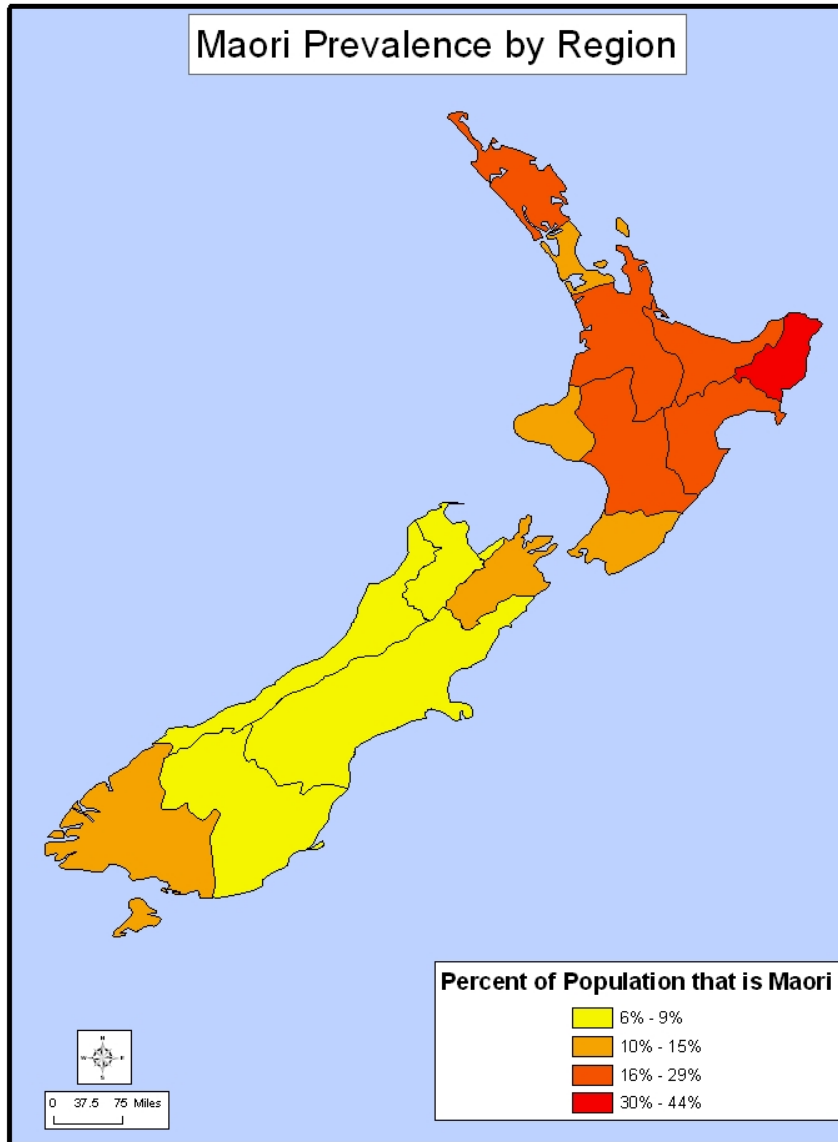 Maori Prevalence by Region
Percent of Population that is Maori
6% - 9%
10% - 15%
16% - 29%
30% - 44%
N
W E
S
0 37.5 75 Miles